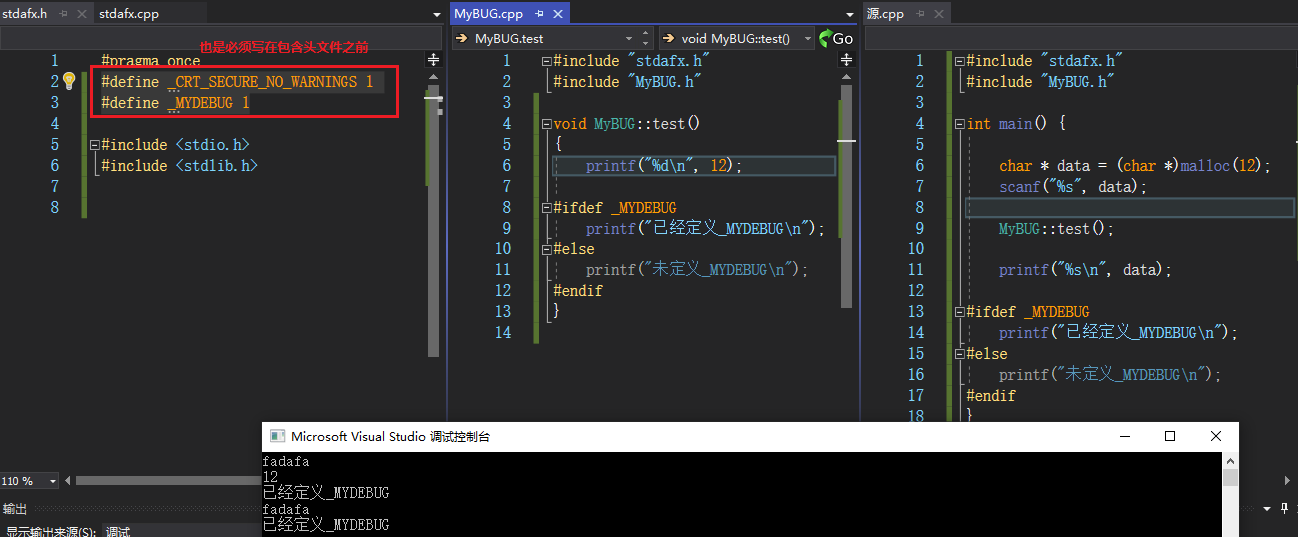 stdafx.h
stdafx.cpp
也是必须写在包含头文件之前
1 #pragma once
2 #define _CRT_SECURE_NO_WARNINGS 1
3 #define _MYDEBUG 1
4
5 #include <stdio.h>
6 #include <stdlib.h>
7
8
110 %
输出
显示输出来源(S): 调试
MyBUG.cpp
MyBUG.test
void MyBUG::test()
Go
1 #include "stdafx.h"
2 #include "MyBUG.h"
3
4 void MyBUG::test()
5 {
6 printf("%d\n", 12);
7
8 #ifdef _MYDEBUG
9 printf("已经定义_MYDEBUG\n");
10 #else
11 printf("未定义_MYDEBUG\n");
12 #endif
13 }
14
源.cpp
1 #include "stdafx.h"
2 #include "MyBUG.h"
3
4 int main() {
5
6 char * data = (char *)malloc(12);
7 scanf("%s", data);
8
9 MyBUG::test();
10
11 printf("%s\n", data);
12
13 #ifdef _MYDEBUG
14 printf("已经定义_MYDEBUG\n");
15 #else
16 printf("未定义_MYDEBUG\n");
17 #endif
18 }
Microsoft Visual Studio 调试控制台
fadafa
12
已经定义_MYDEBUG
fadafa
已经定义_MYDEBUG